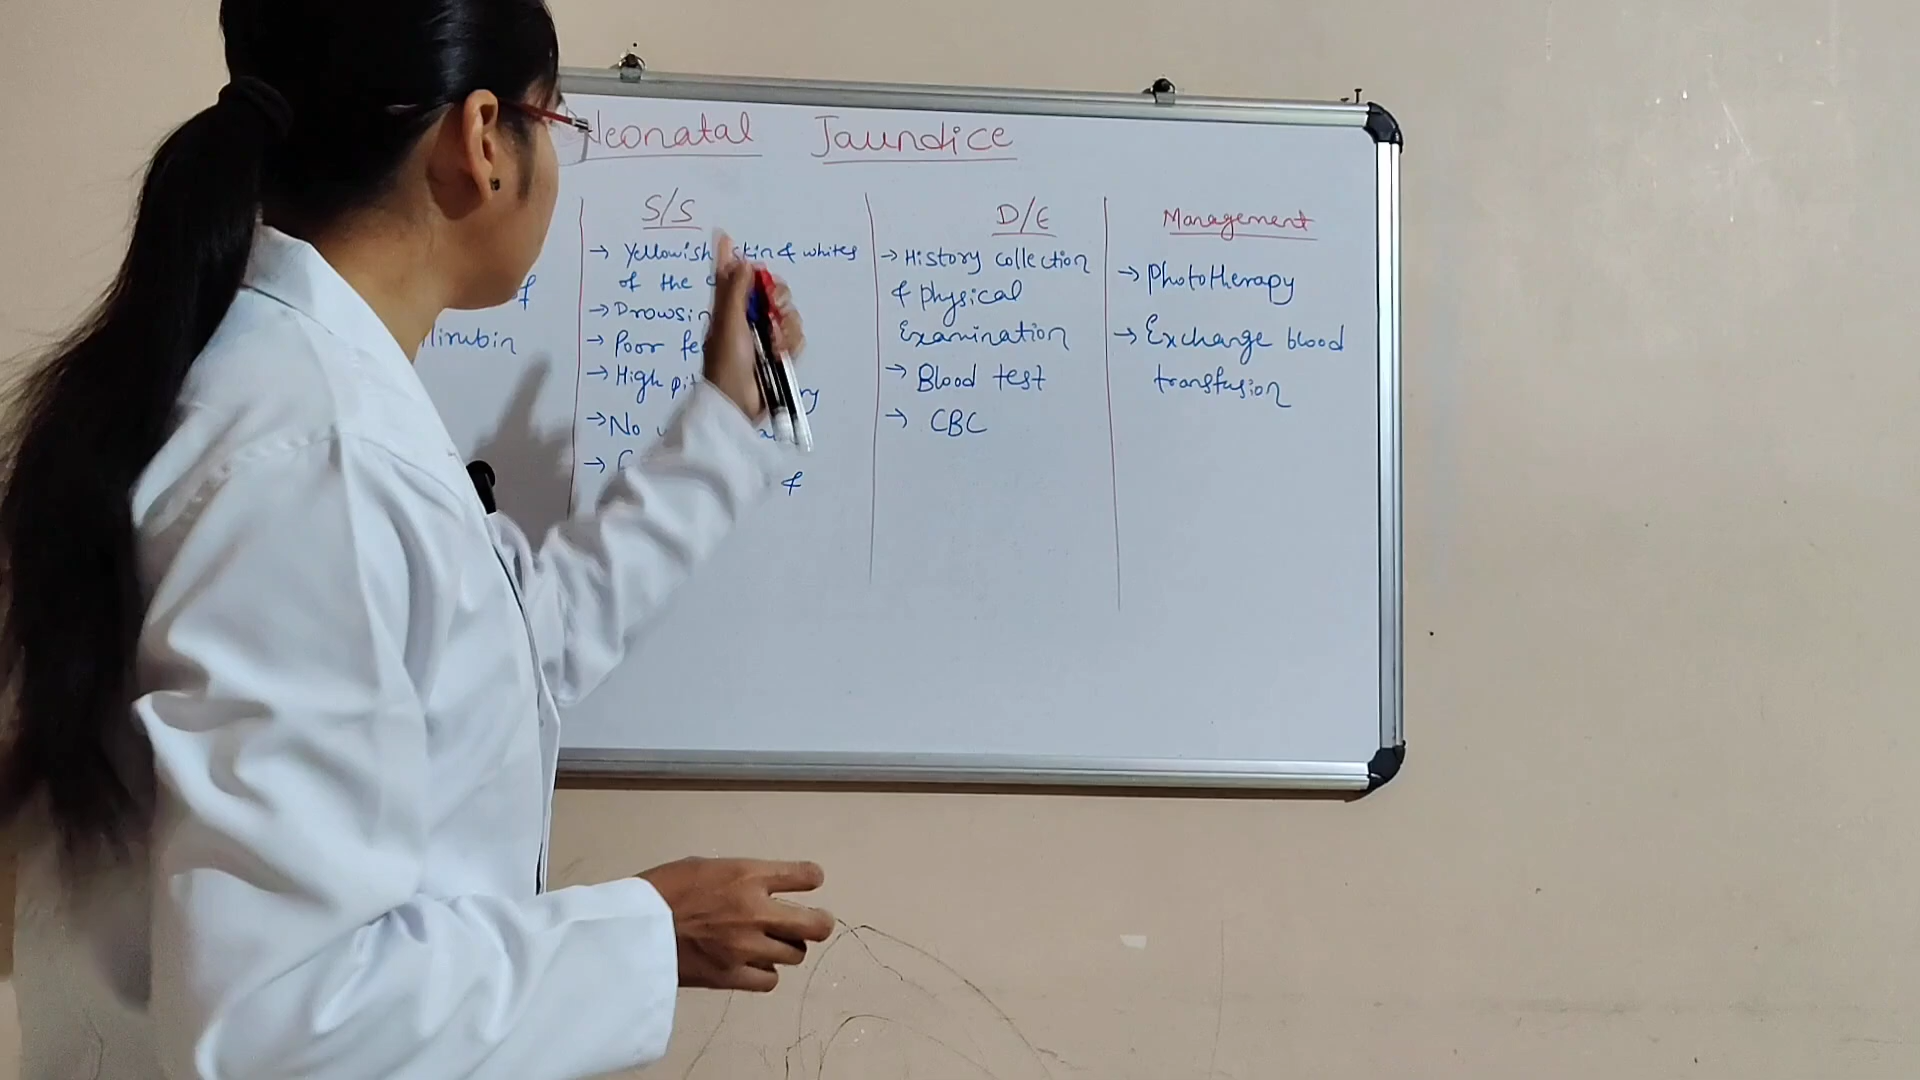 Neonatal Jaundice
of
lirubin
S/S
→ Yellowish skin & whites
of the
→ Drowsin
→ Poor fe
→ High pit
→ No
→
&
D/E
→ History collection
& physical
Examination
→ Blood test
→ CBC
Management
→ Phototherapy
→ Exchange blood
transfusion